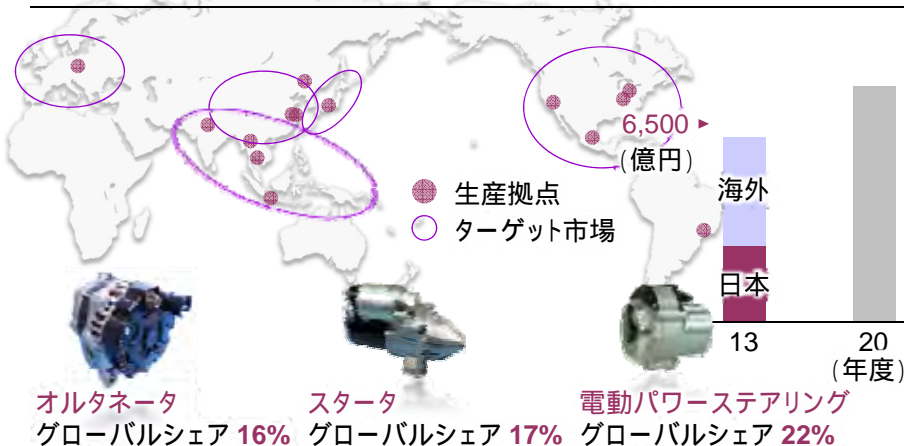 6,500
(億円)
生産拠点
ターゲット市場
海外
日本
13
20
(年度)
オルタネータ
グローバルシェア 16%
スタータ
グローバルシェア 17%
電動パワーステアリング
グローバルシェア 22%